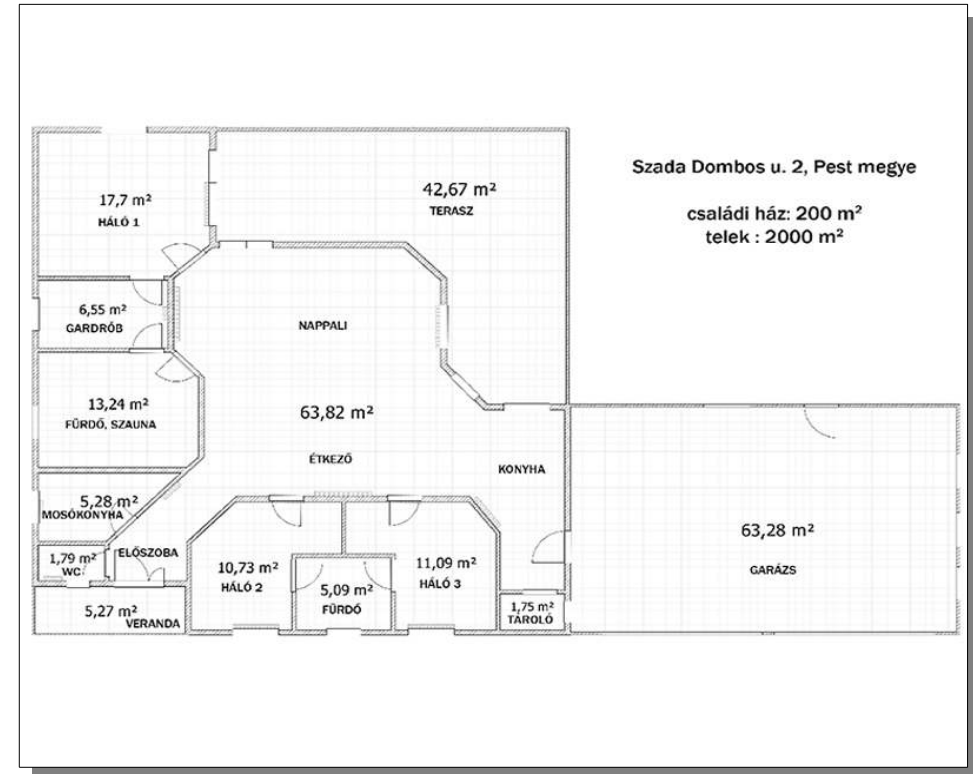 Szada Dombos u. 2, Pest megye
családi ház: 200 m²
telek : 2000 m²
17,7 m²
HÁLÓ 1
42,67 m²
TERASZ
6,55 m²
GARDRÓB
NAPPALI
13,24 m²
FÜRDŐ, SZAUNA
63,82 m²
ÉTKEZŐ
KONYHA
5,28 m²
MOSÓKONYHA
1,79 m²
WC
ELŐSZOBA
10,73 m²
HÁLÓ 2
5,09 m²
FÜRDŐ
11,09 m²
HÁLÓ 3
63,28 m²
GARÁZS
5,27 m²
VERANDA
1,75 m²
TÁROLÓ